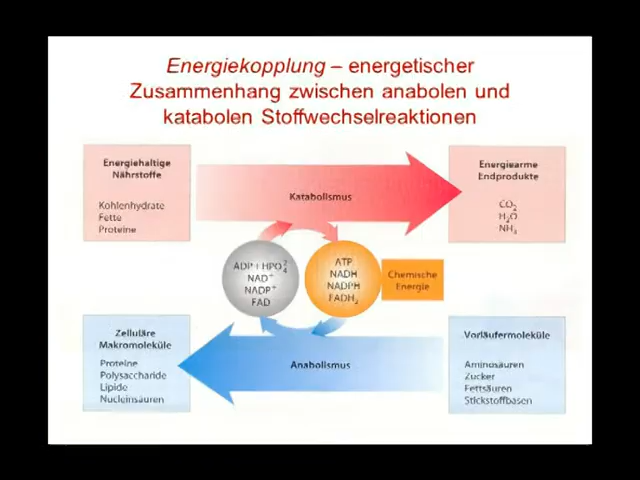 Energiekopplung – energetischer
Zusammenhang zwischen anabolen und
katabolen Stoffwechselreaktionen
Energiehaltige
Nährstoffe
Kohlenhydrate
Fette
Proteine
Katabolismus
Energiearme
Endprodukte
CO₂
H₂O
NH₃
ADP+HPO₄²⁻
NAD⁺
NADP⁺
FAD
ATP
NADH
NADPH
FADH₂
Chemische
Energie
Zelluläre
Makromoleküle
Proteine
Polysaccharide
Lipide
Nucleinsäuren
Anabolismus
Vorläufermoleküle
Aminosäuren
Zucker
Fettsäuren
Stickstoffbasen